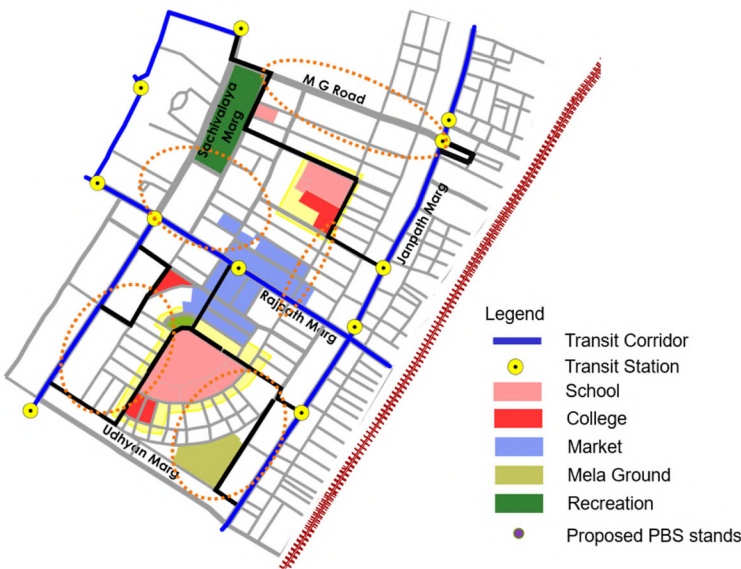 M G Road
Sachivalaya
Marg
Janpath Marg
Rajpath Marg
Udhyan Marg
Legend
Transit Corridor
Transit Station
School
College
Market
Mela Ground
Recreation
Proposed PBS stands